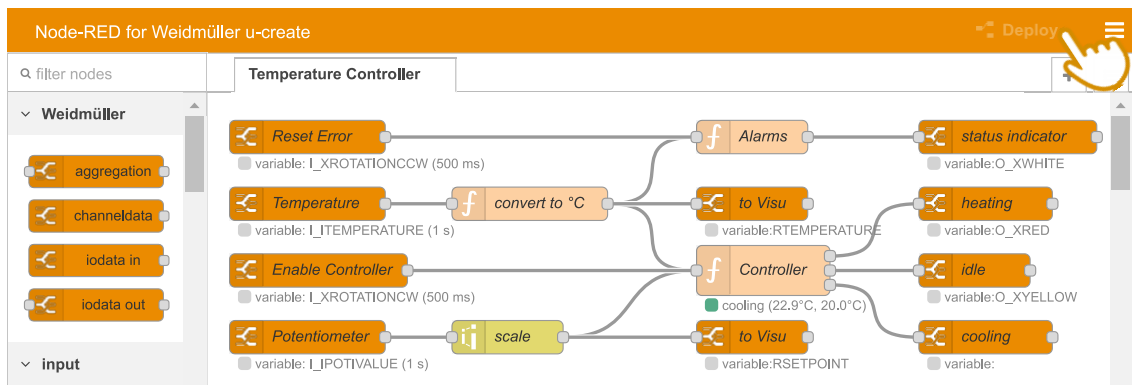 Node-RED for Weidmüller u-create
Deploy
filter nodes
Temperature Controller
+
Weidmüller
aggregation
channeldata
iodata in
iodata out
input
Reset Error
variable: I_XROTATIONCCW (500 ms)
Alarms
status indicator
variable:O_XWHITE
Temperature
variable: I_ITEMPERATURE (1 s)
convert to °C
to Visu
variable:RTEMPERATURE
heating
variable:O_XRED
Enable Controller
variable: I_XROTATIONCW (500 ms)
Controller
cooling (22.9°C, 20.0°C)
idle
variable:O_XYELLOW
Potentiometer
variable: I_IPOTIVALUE (1 s)
scale
to Visu
variable:RSETPOINT
cooling
variable: